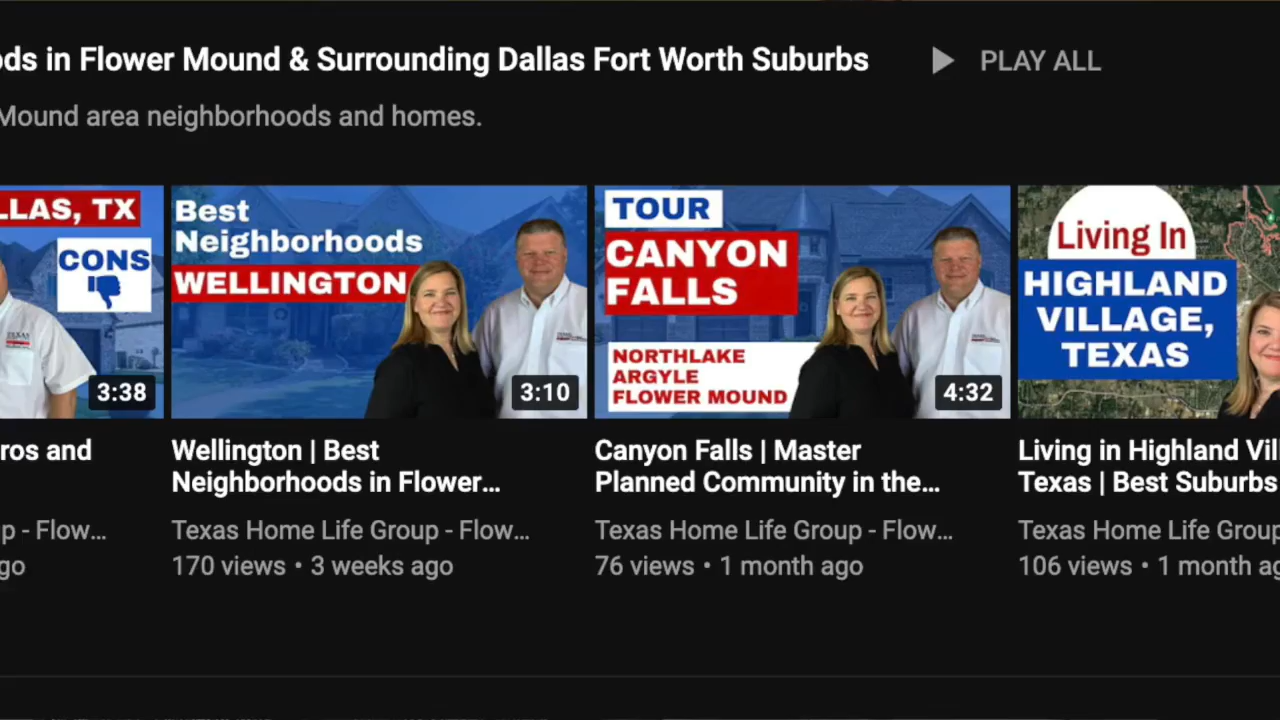 ods in Flower Mound & Surrounding Dallas Fort Worth Suburbs
PLAY ALL
Mound area neighborhoods and homes.
LLAS, TX
CONS
TEXAS
3:38
Best
Neighborhoods
WELLINGTON
3:10
TOUR
CANYON
FALLS
NORTHLAKE
ARGYLE
FLOWER MOUND
4:32
Living In
HIGHLAND
VILLAGE,
TEXAS
ros and
p - Flow...
go
Wellington | Best
Neighborhoods in Flower...
Texas Home Life Group - Flow...
170 views • 3 weeks ago
Canyon Falls | Master
Planned Community in the...
Texas Home Life Group - Flow...
76 views • 1 month ago
Living in Highland Vil
Texas | Best Suburbs
Texas Home Life Group
106 views • 1 month ag